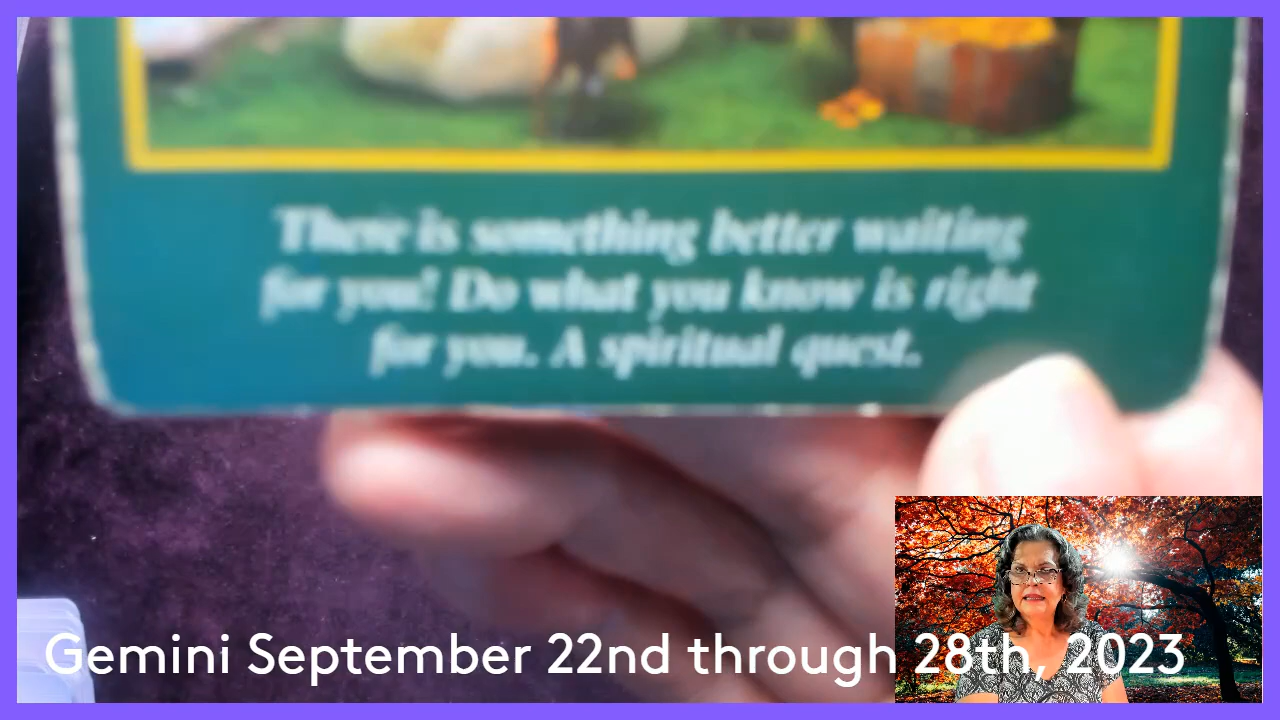 There is something better waiting
for you! Do what you know is right
for you. A spiritual quest.
Gemini September 22nd through 28th, 2023